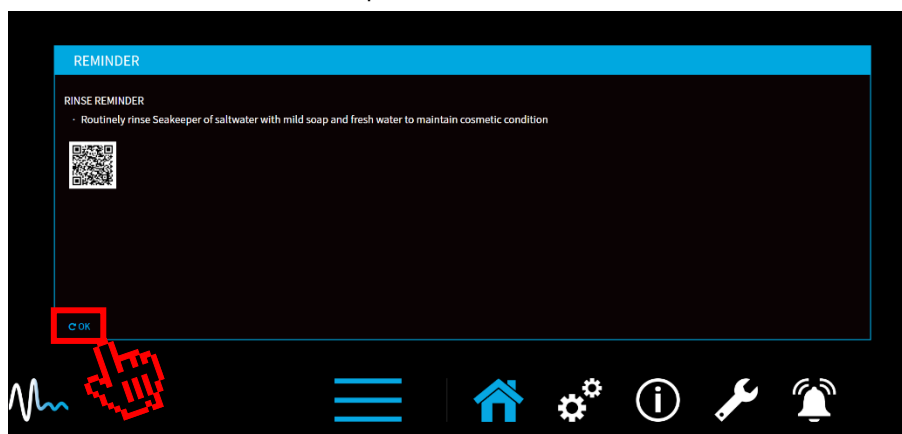 REMINDER
RINSE REMINDER
· Routinely rinse Seakeeper of saltwater with mild soap and fresh water to maintain cosmetic condition
OK